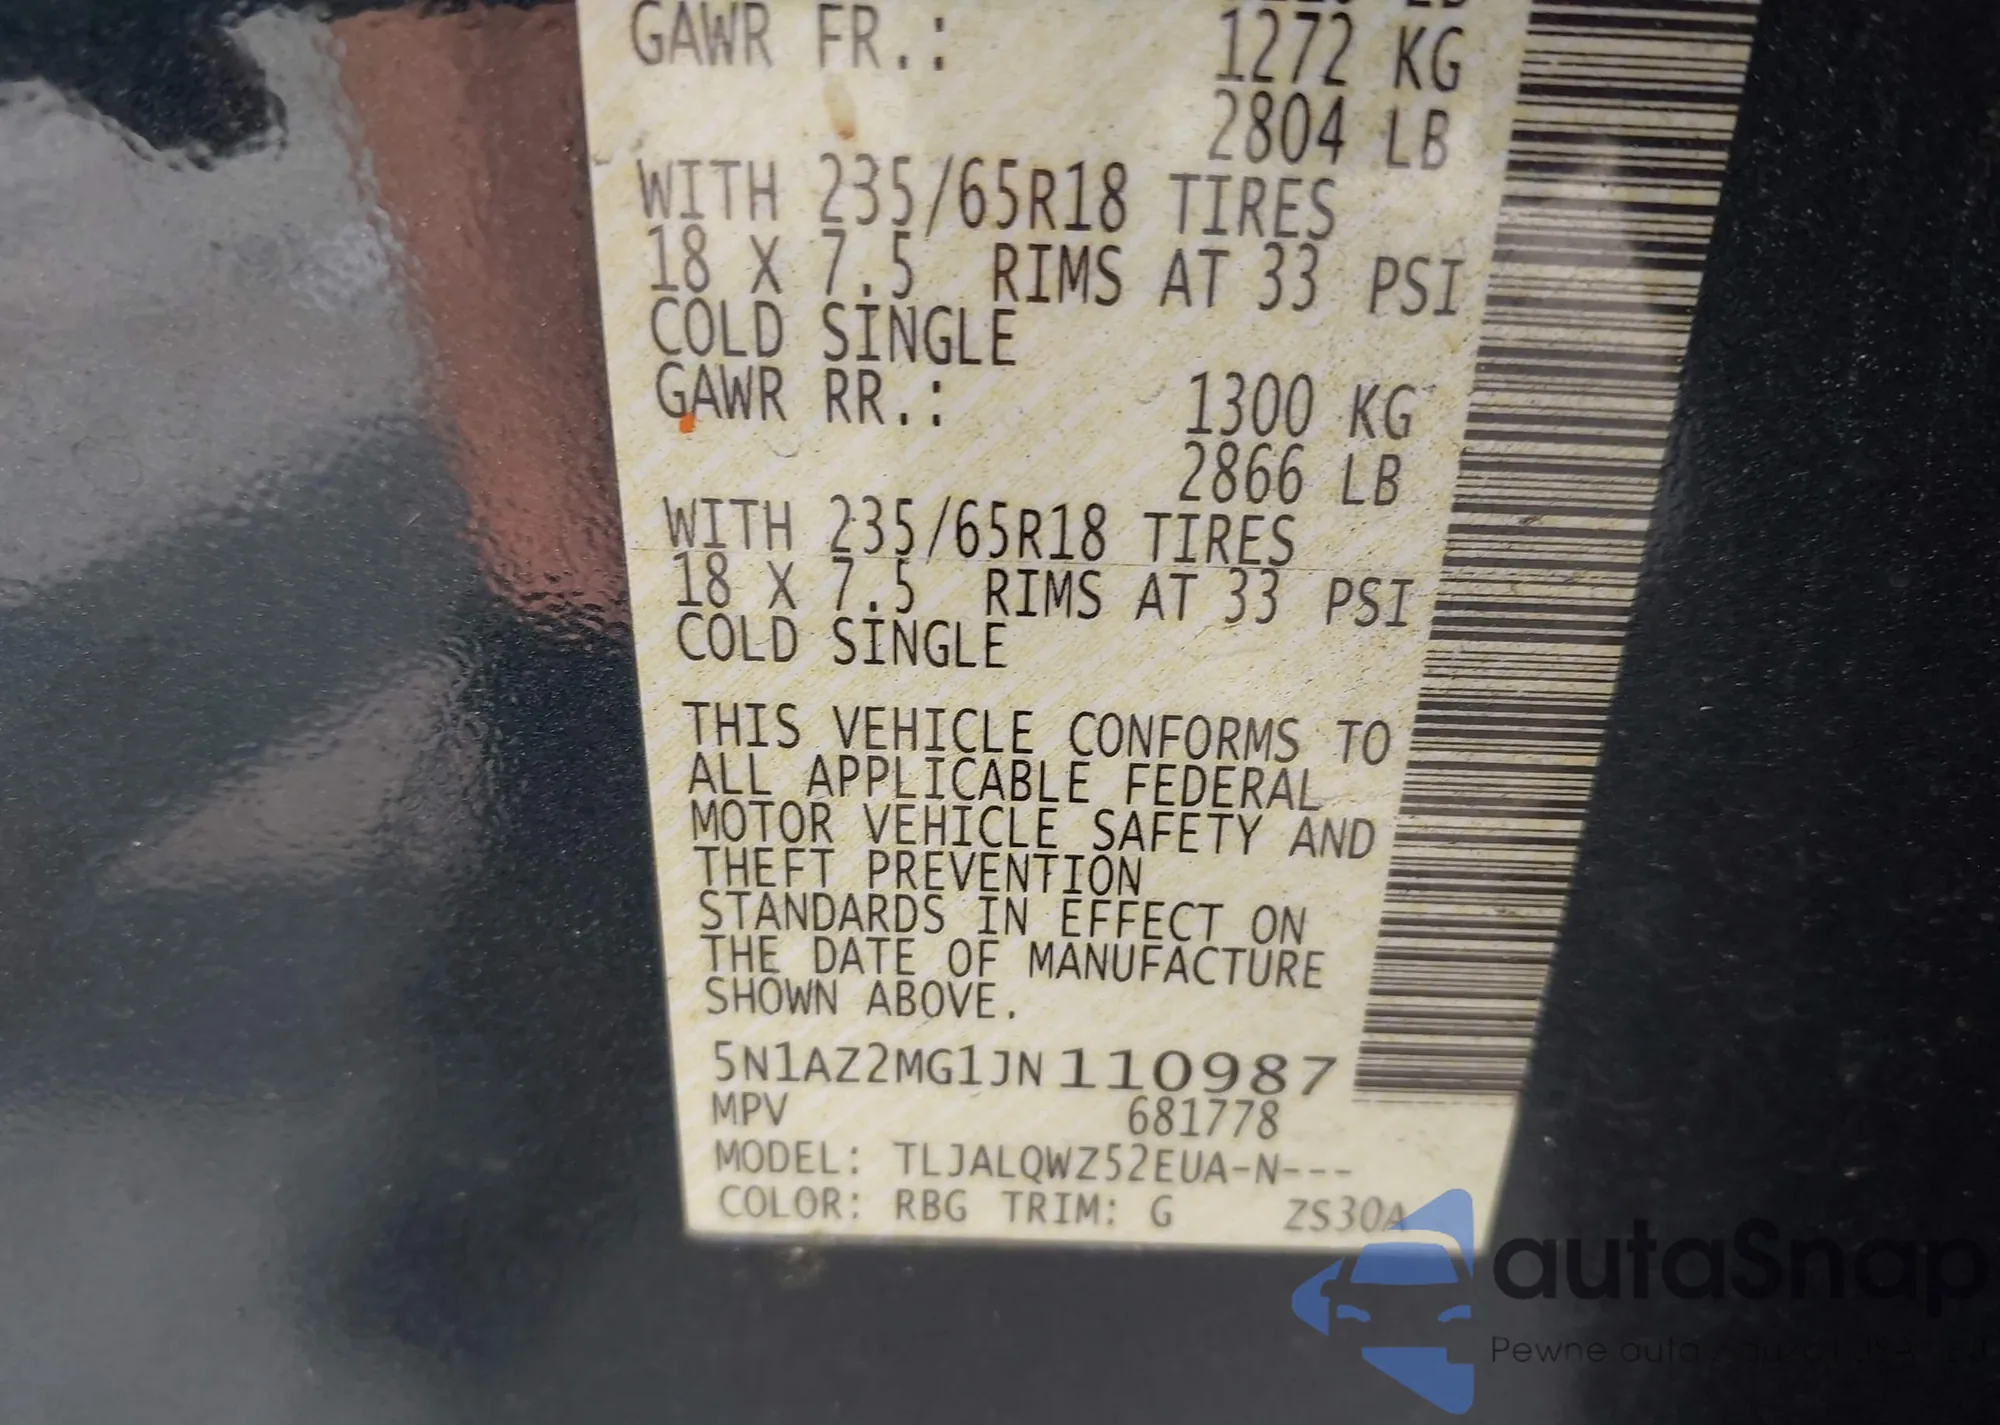 GAWR FR.:
1272 KG
2804 LB
WITH 235/65R18 TIRES
18 X 7.5 RIMS AT 33 PSI
COLD SINGLE
GAWR RR.: 1300 KG
2866 LB
WITH 235/65R18 TIRES
18 X 7.5 RIMS AT 33 PSI
COLD SINGLE
THIS VEHICLE CONFORMS TO
ALL APPLICABLE FEDERAL
MOTOR VEHICLE SAFETY AND
THEFT PREVENTION
STANDARDS IN EFFECT ON
THE DATE OF MANUFACTURE
SHOWN ABOVE.
5N1AZ2MG1JN110987
MPV 681778
MODEL: TLJALQWZ52EUA-N---
COLOR: RBG TRIM: G ZS30A
autaSnap
Pewne auta